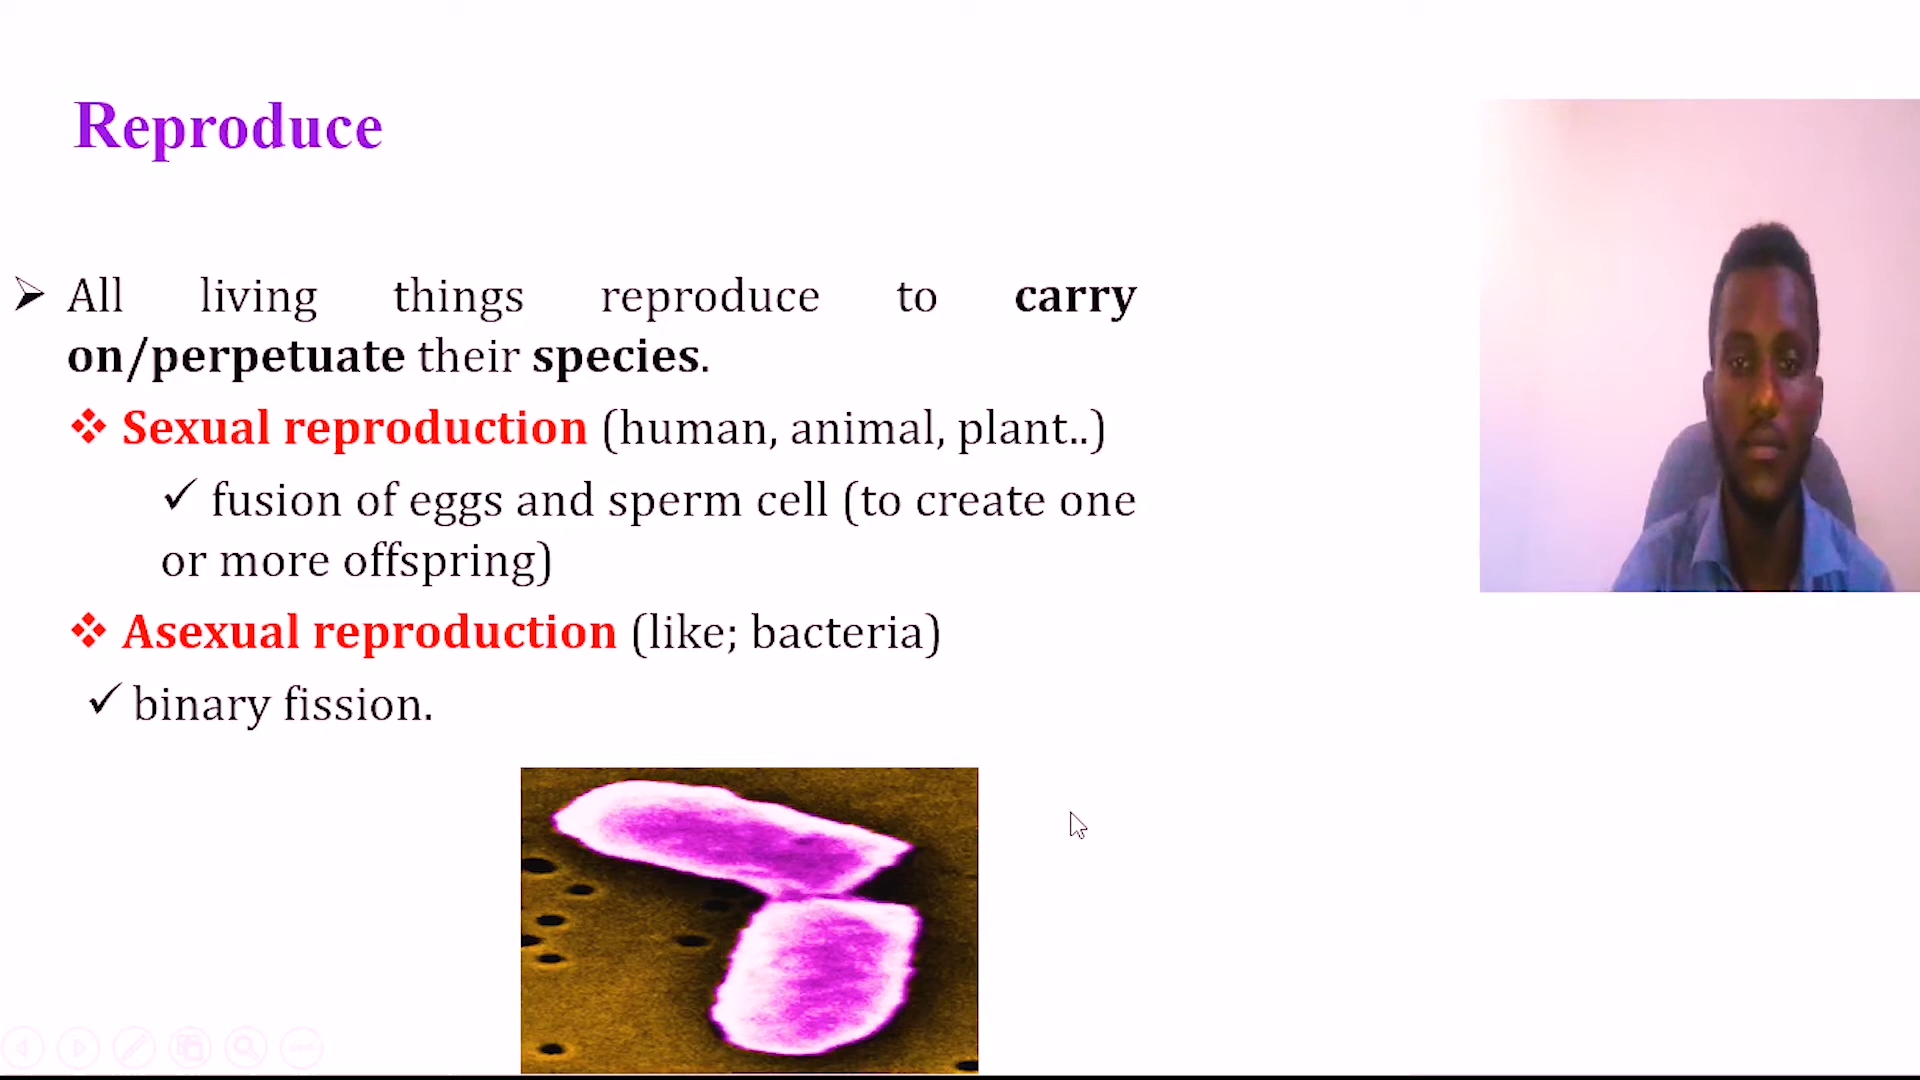 Reproduce
➢ All living things reproduce to carry
on/perpetuate their species.
❖ Sexual reproduction (human, animal, plant..)
✓ fusion of eggs and sperm cell (to create one
or more offspring)
❖ Asexual reproduction (like; bacteria)
✓ binary fission.